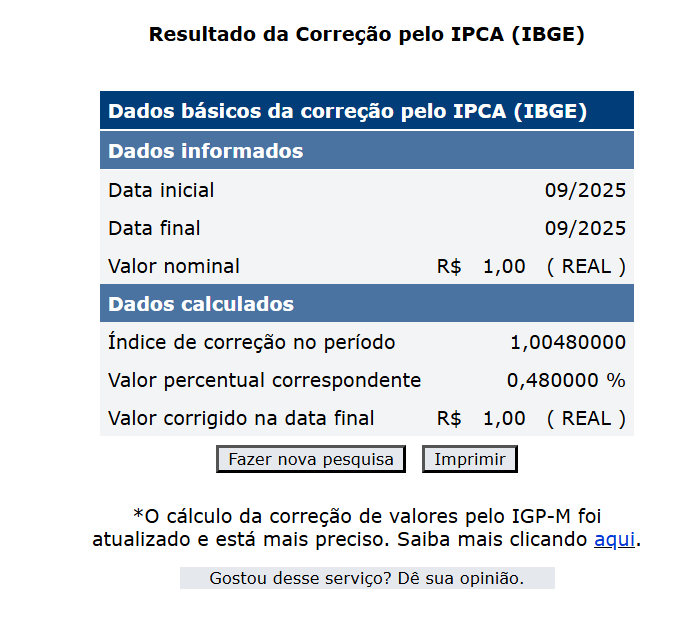 Resultado da Correção pelo IPCA (IBGE)
Dados básicos da correção pelo IPCA (IBGE)
Dados informados
Data inicial 09/2025
Data final 09/2025
Valor nominal R$ 1,00 ( REAL )
Dados calculados
Índice de correção no período 1,00480000
Valor percentual correspondente 0,480000 %
Valor corrigido na data final R$ 1,00 ( REAL )
Fazer nova pesquisa Imprimir
*O cálculo da correção de valores pelo IGP-M foi
atualizado e está mais preciso. Saiba mais clicando aqui.
Gostou desse serviço? Dê sua opinião.